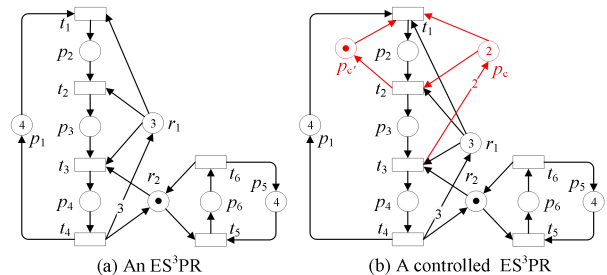 t1
p2
t2
p3
t3
p4
t4
4
p1
3
r1
3
r2
t6
p5
p6
4
t5
(a) An ES³PR
t1
p2
pc'
2
pc
t2
2
p3
3
r1
4
p1
t3
r2
t6
p5
p4
3
p6
4
t4
t5
(b) A controlled ES³PR